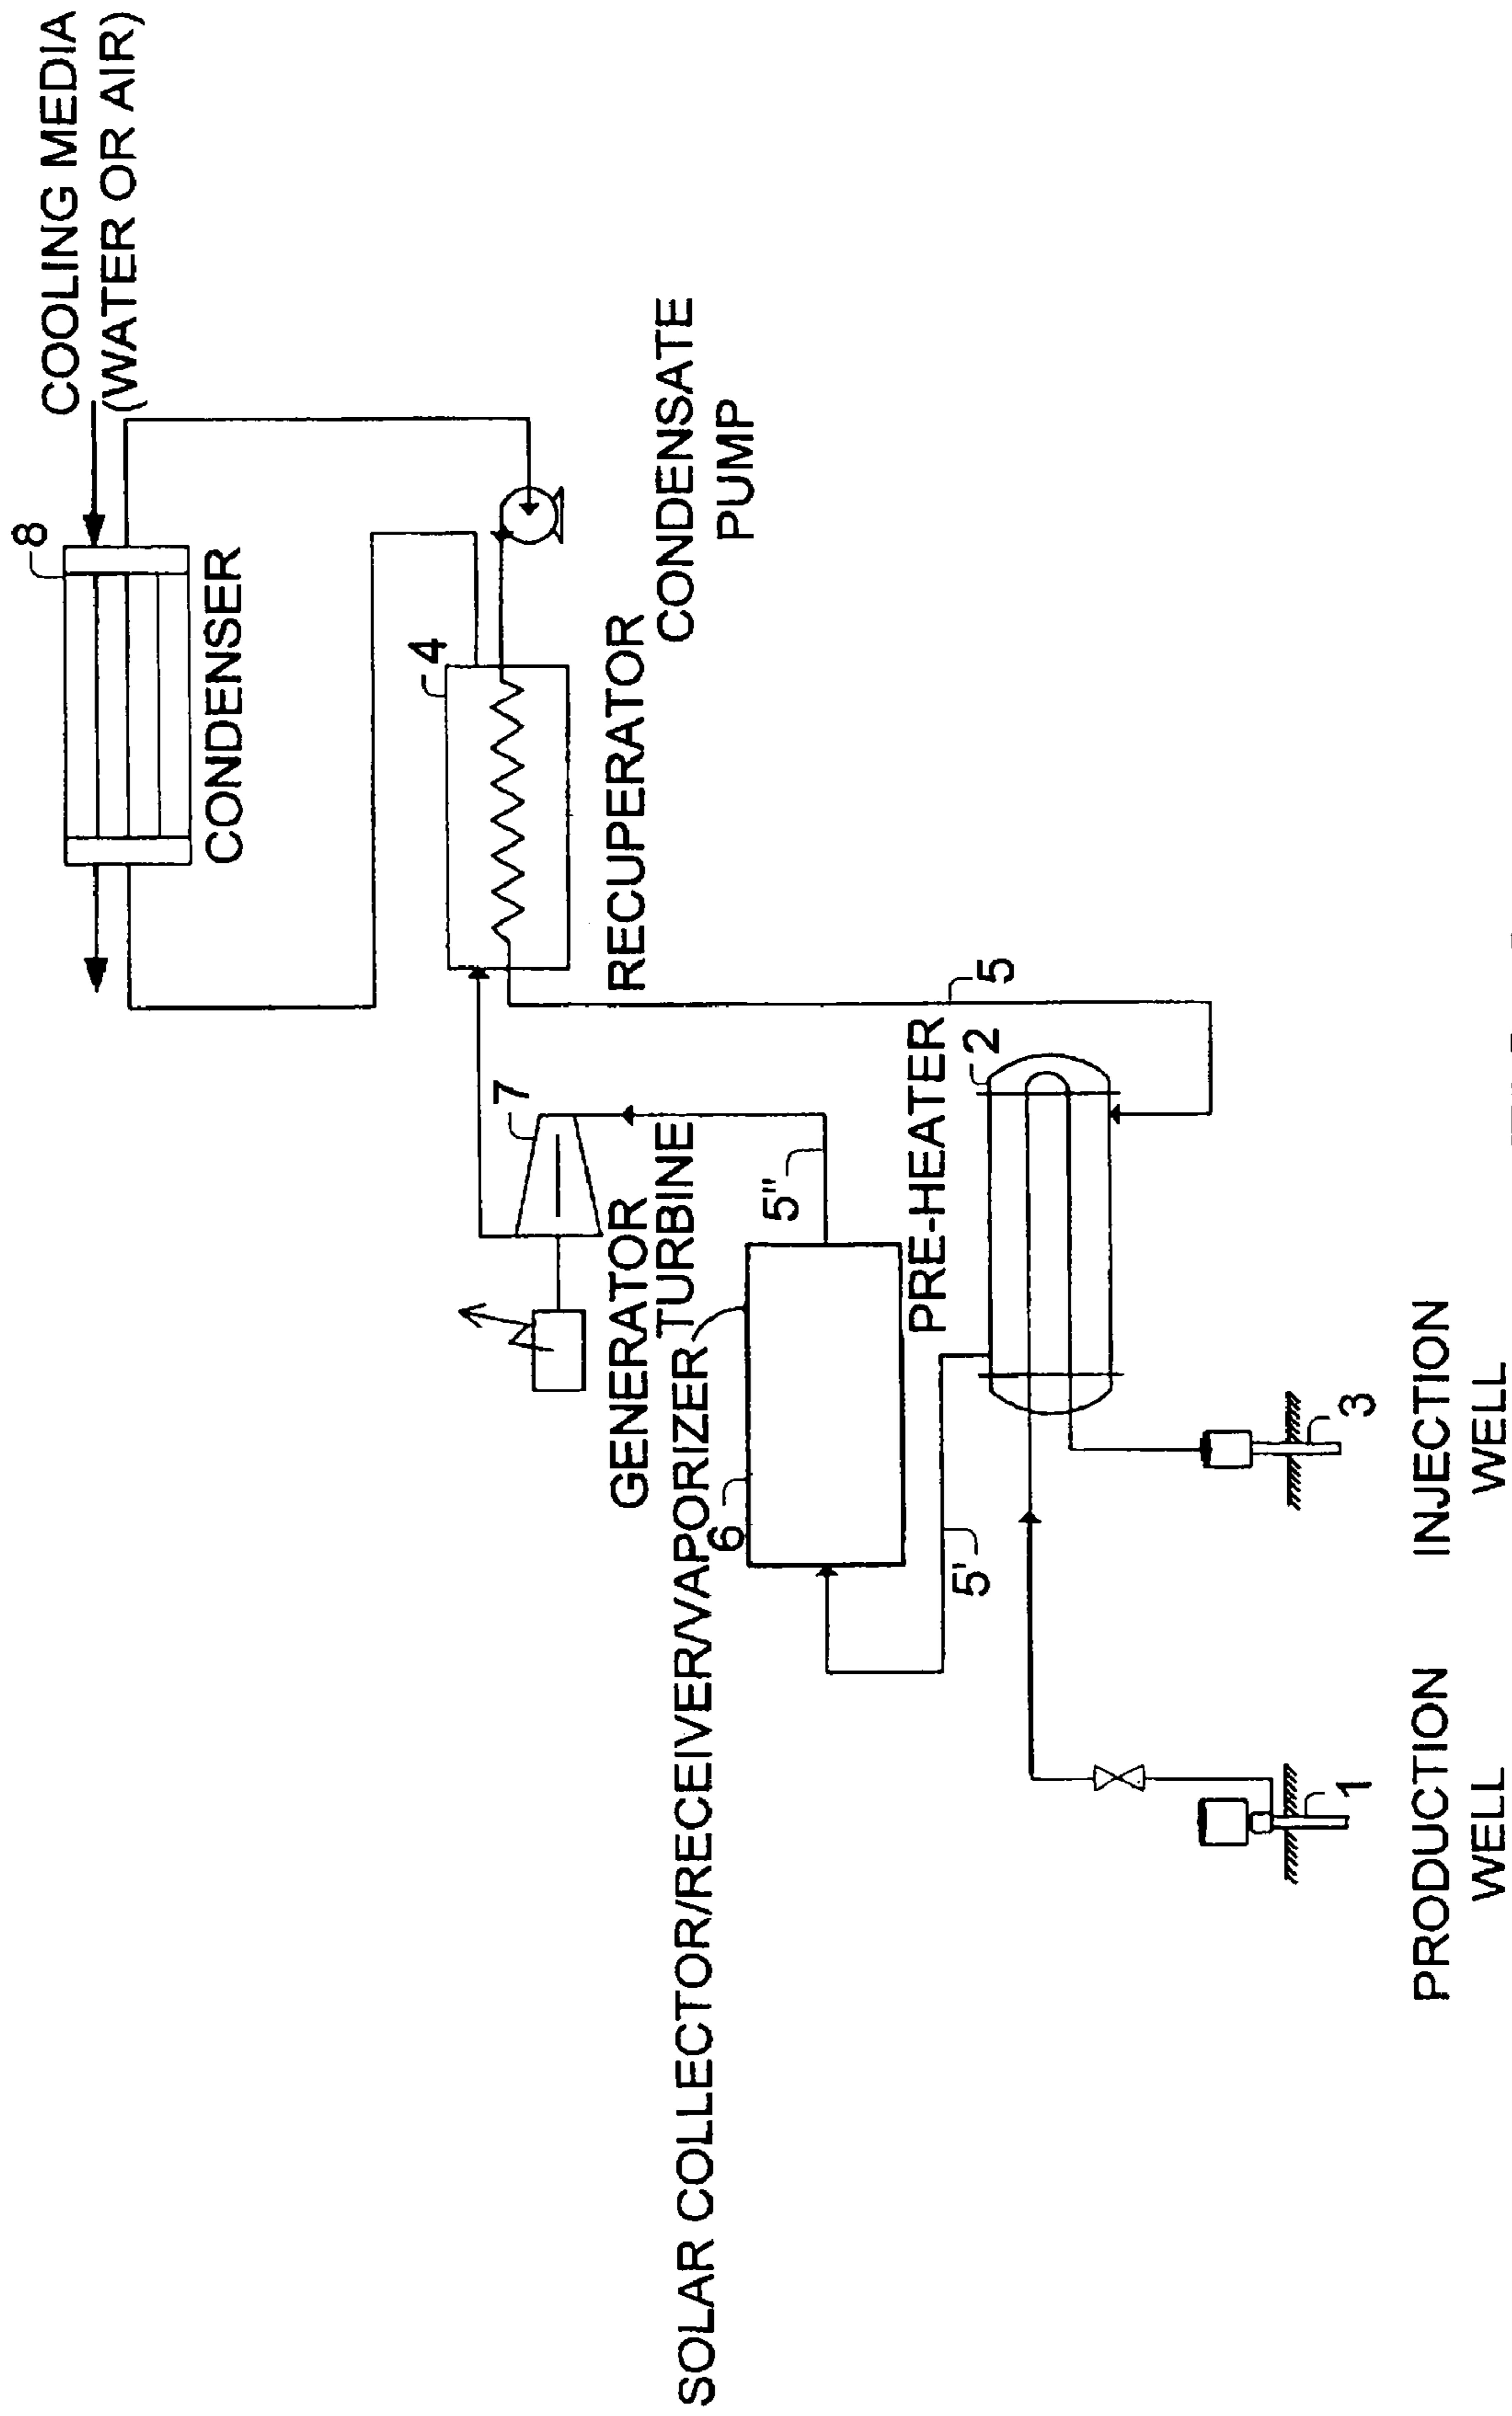 COOLING MEDIA
(WATER OR AIR)
8
CONDENSER
4
RECUPERATOR
CONDENSATE
PUMP
7
GENERATOR
TURBINE
SOLAR COLLECTOR/RECEIVER/VAPORIZER
6
5"
5
PRE-HEATER
2
5'
3
1
INJECTION
WELL
PRODUCTION
WELL